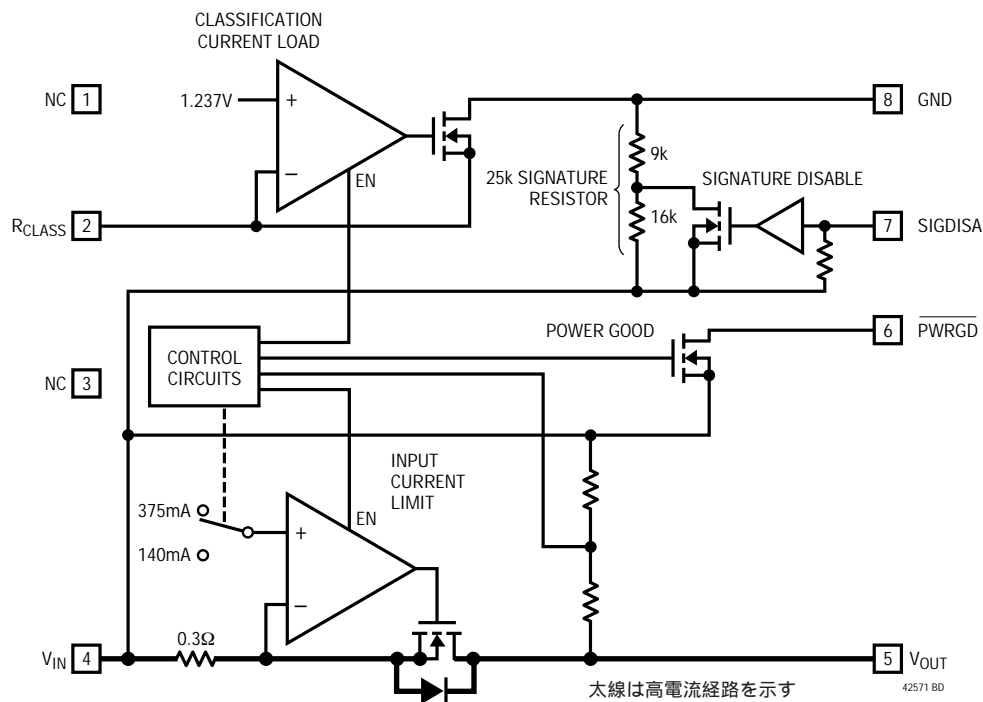 CLASSIFICATION
CURRENT LOAD
NC 1
1.237V
+
−
EN
8 GND
9k
25k SIGNATURE
RESISTOR
16k
SIGNATURE DISABLE
RCLASS 2
7 SIGDISA
CONTROL
CIRCUITS
POWER GOOD
6 PWRGD
NC 3
INPUT
CURRENT
LIMIT
375mA
140mA
+
−
EN
VIN 4
0.3Ω
5 VOUT
太線は高電流経路を示す
42571 BD